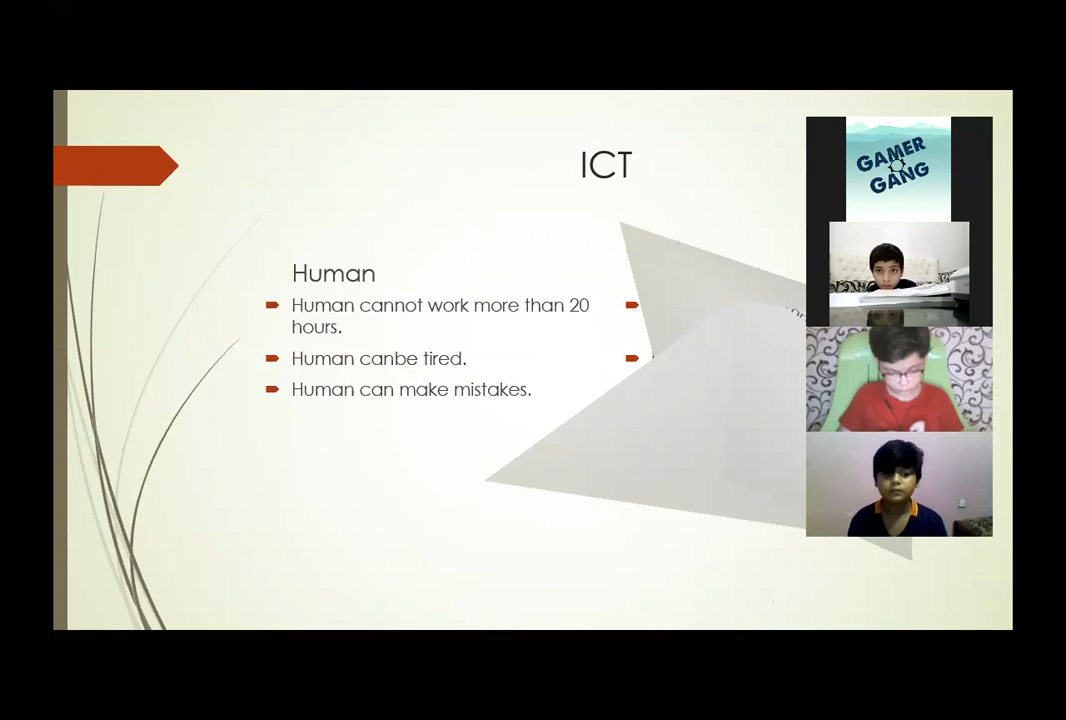 ICT
Human
Human cannot work more than 20
hours.
Human canbe tired.
Human can make mistakes.
GAMER
GANG